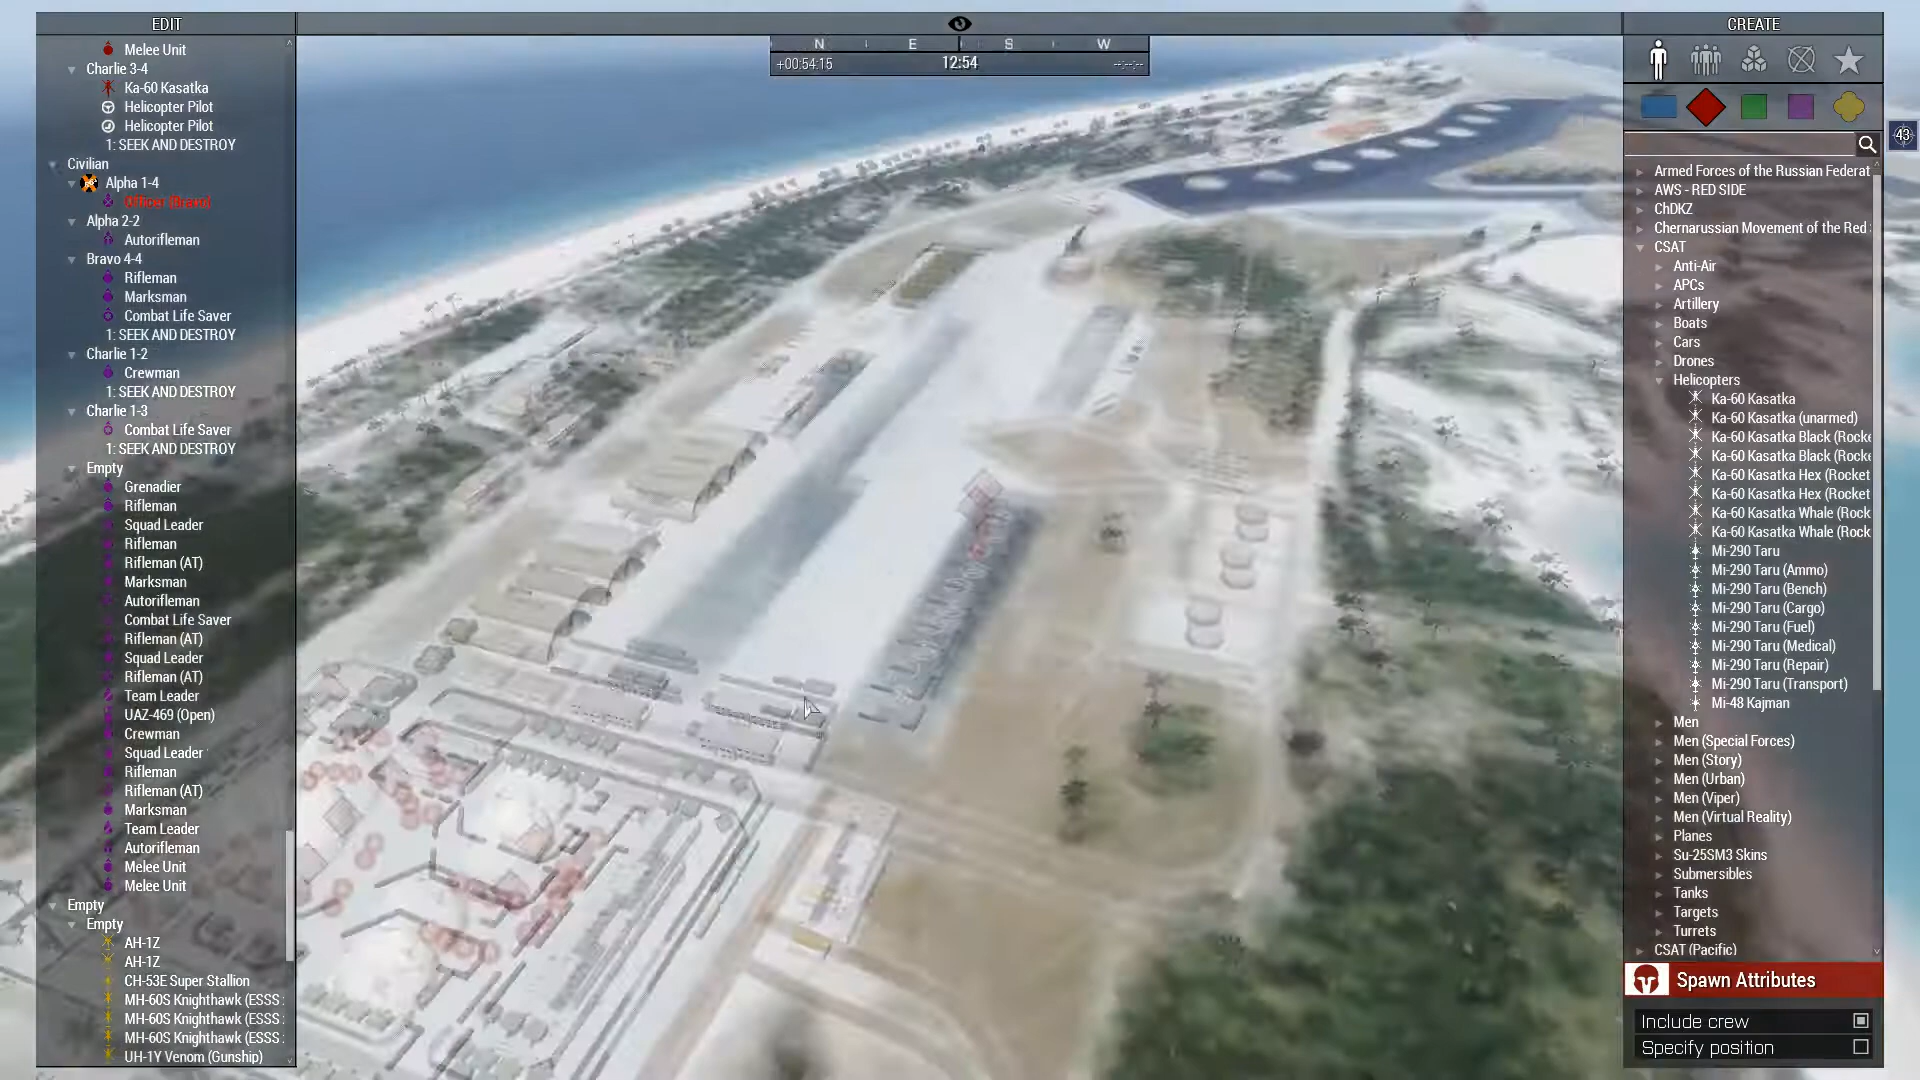 EDIT
Melee Unit
Charlie 3-4
Ka-60 Kasatka
Helicopter Pilot
Helicopter Pilot
1: SEEK AND DESTROY
Civilian
Alpha 1-4
Officer (Bravo)
Alpha 2-2
Autorifleman
Bravo 4-4
Rifleman
Marksman
Combat Life Saver
1: SEEK AND DESTROY
Charlie 1-2
Crewman
1: SEEK AND DESTROY
Charlie 1-3
Combat Life Saver
1: SEEK AND DESTROY
Empty
Grenadier
Rifleman
Squad Leader
Rifleman
Rifleman (AT)
Marksman
Autorifleman
Combat Life Saver
Rifleman (AT)
Squad Leader
Rifleman (AT)
Team Leader
UAZ-469 (Open)
Crewman
Squad Leader
Rifleman
Rifleman (AT)
Marksman
Team Leader
Autorifleman
Melee Unit
Melee Unit
Empty
Empty
AH-1Z
AH-1Z
CH-53E Super Stallion
MH-60S Knighthawk (ESSS
MH-60S Knighthawk (ESSS
MH-60S Knighthawk (ESSS
UH-1Y Venom (Gunship)
N E S W
+00:54:15 12:54 --:--:--
CREATE
43
Armed Forces of the Russian Federat
AWS - RED SIDE
ChDKZ
Chernarussian Movement of the Red
CSAT
Anti-Air
APCs
Artillery
Boats
Cars
Drones
Helicopters
Ka-60 Kasatka
Ka-60 Kasatka (unarmed)
Ka-60 Kasatka Black (Rocke
Ka-60 Kasatka Black (Rocke
Ka-60 Kasatka Hex (Rocket
Ka-60 Kasatka Hex (Rocket
Ka-60 Kasatka Whale (Rock
Ka-60 Kasatka Whale (Rock
Mi-290 Taru
Mi-290 Taru (Ammo)
Mi-290 Taru (Bench)
Mi-290 Taru (Cargo)
Mi-290 Taru (Fuel)
Mi-290 Taru (Medical)
Mi-290 Taru (Repair)
Mi-290 Taru (Transport)
Mi-48 Kajman
Men
Men (Special Forces)
Men (Story)
Men (Urban)
Men (Viper)
Men (Virtual Reality)
Planes
Su-25SM3 Skins
Submersibles
Tanks
Targets
Turrets
CSAT (Pacific)
Spawn Attributes
Include crew
Specify position